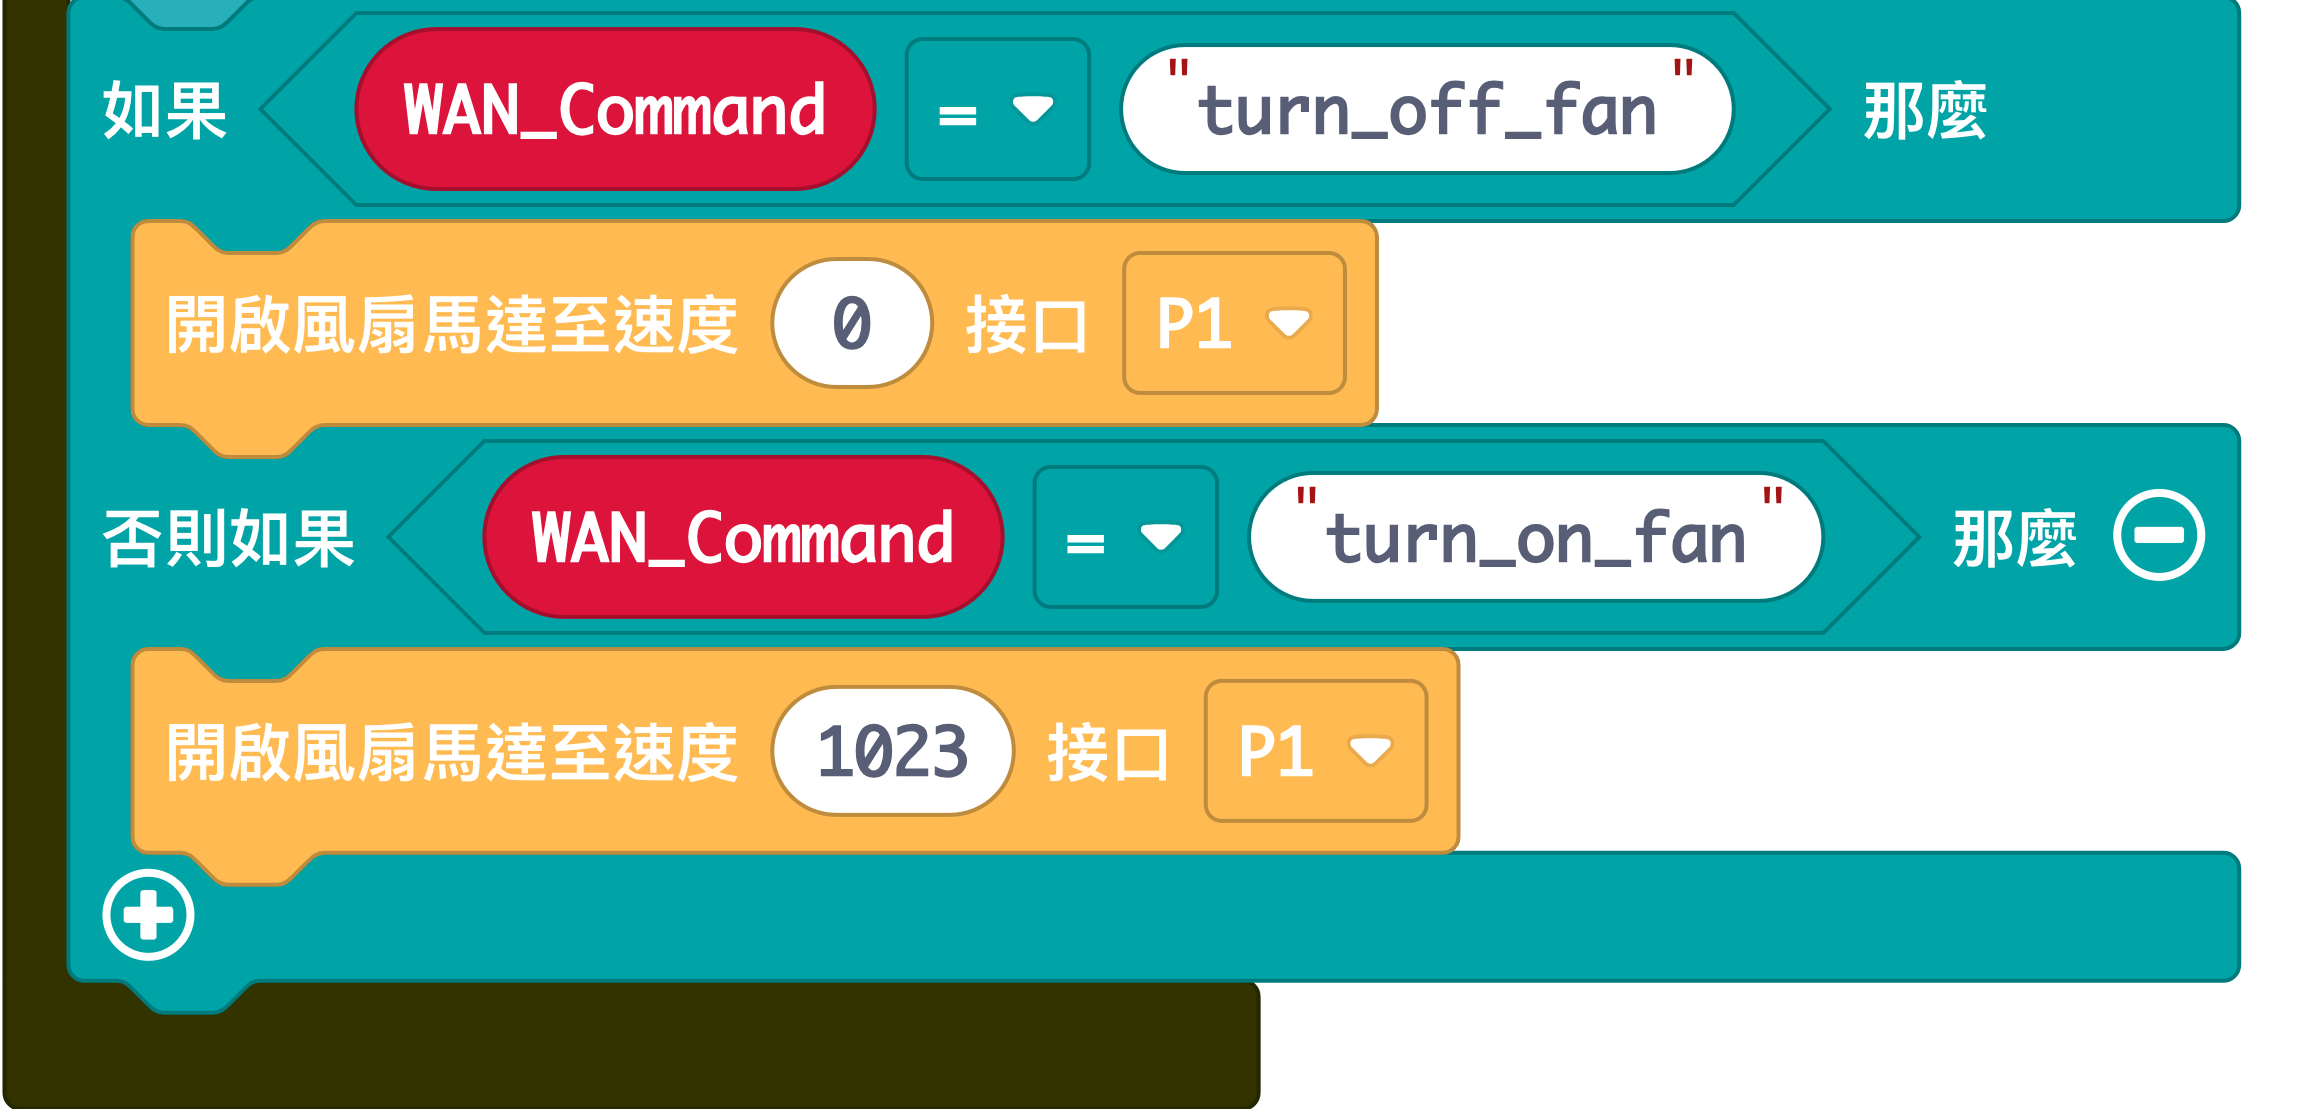 如果 WAN_Command = "turn_off_fan" 那麼
開啟風扇馬達至速度 0 接口 P1
否則如果 WAN_Command = "turn_on_fan" 那麼
開啟風扇馬達至速度 1023 接口 P1